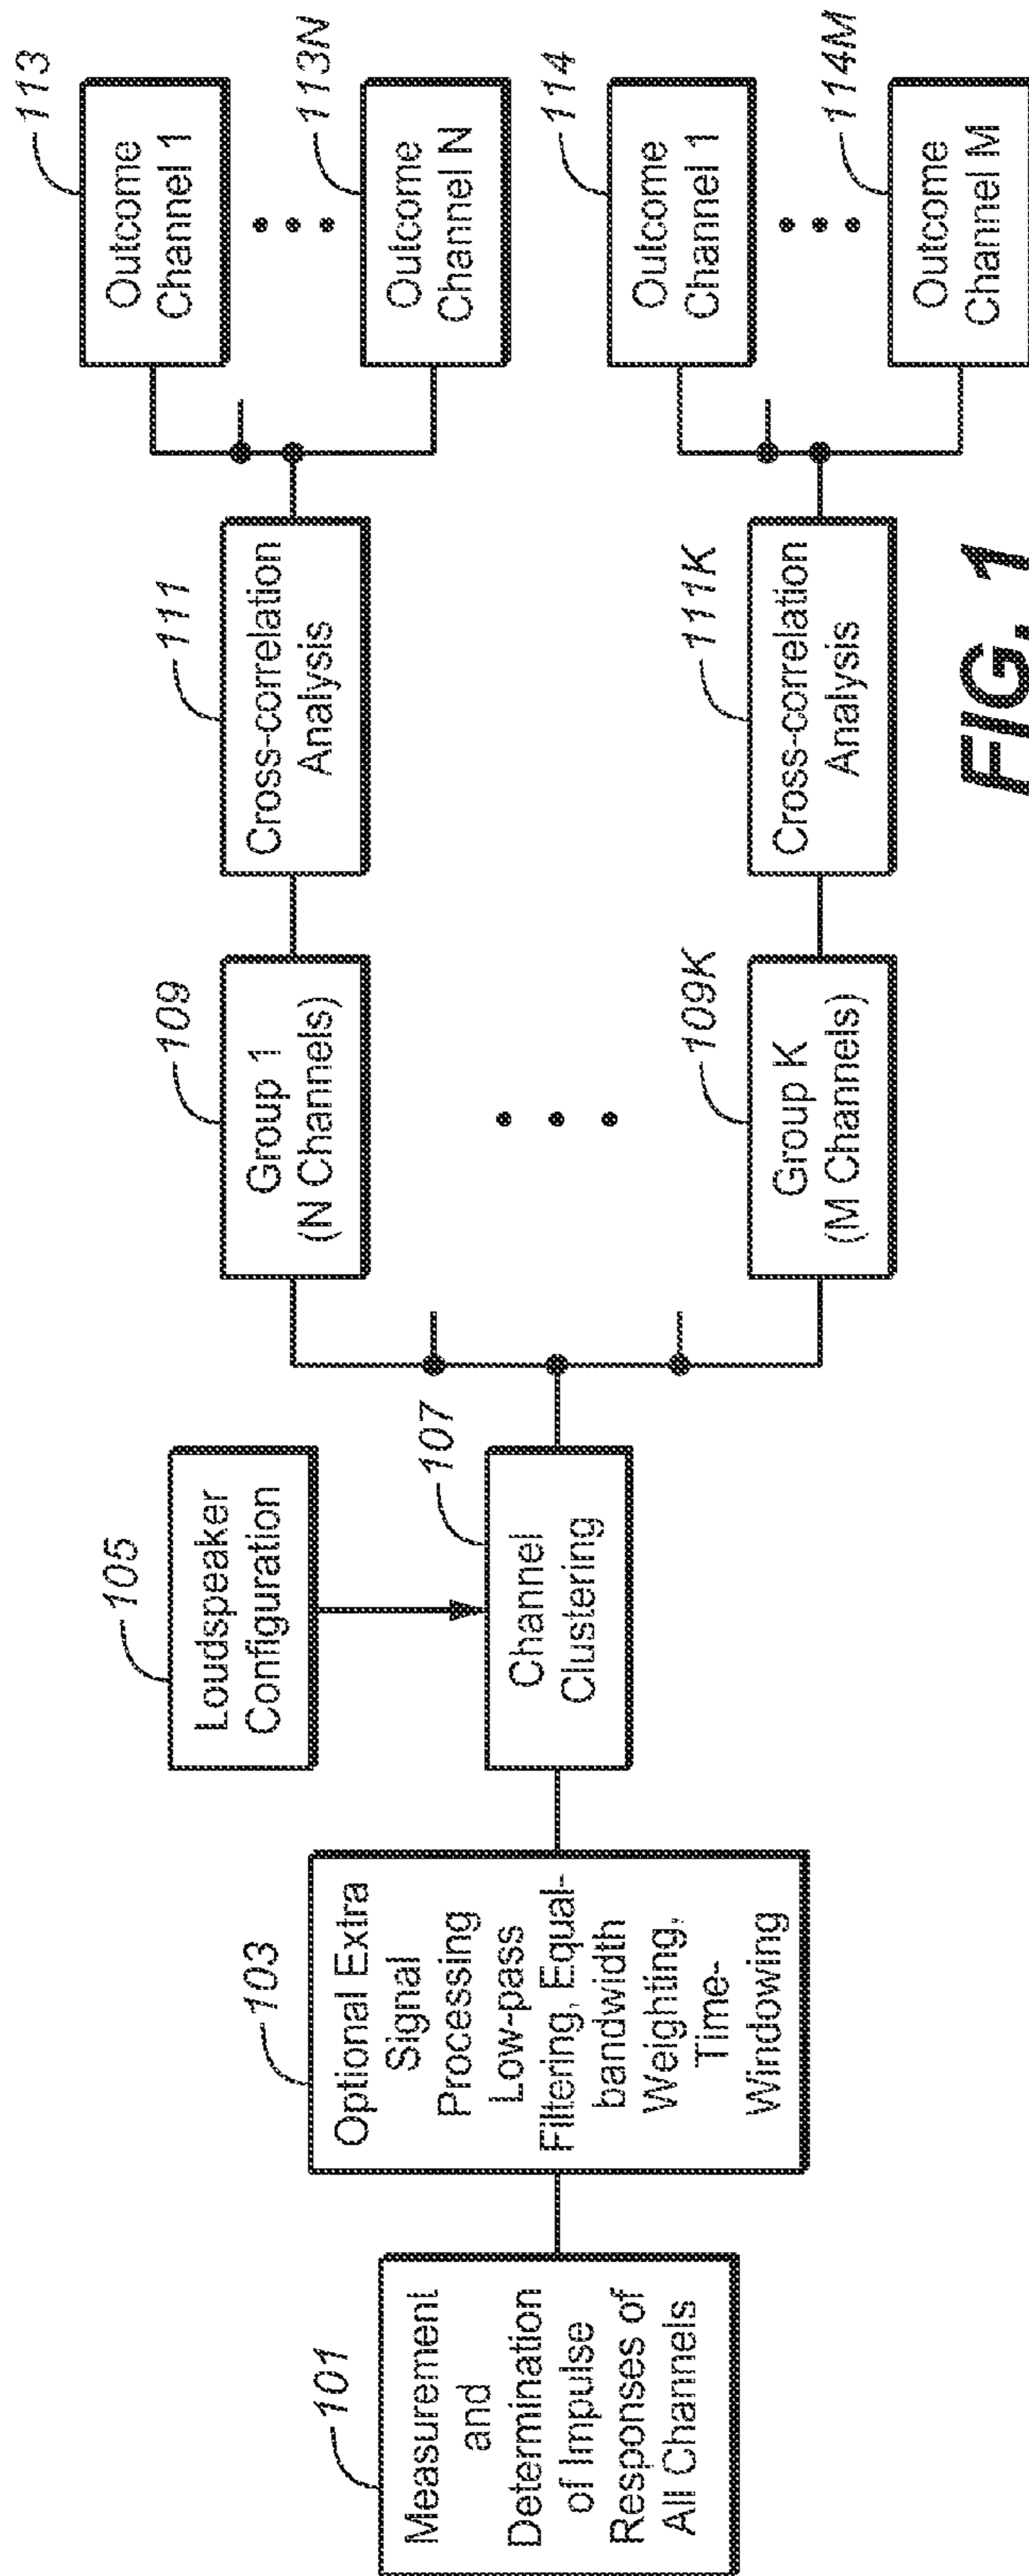 101
Measurement
and
Determination
of Impulse
Responses of
All Channels
103
Optional Extra
Signal
Processing
Low-pass
Filtering, Equal-
bandwidth
Weighting,
Time-
Windowing
105
Loudspeaker
Configuration
107
Channel
Clustering
109
Group 1
(N Channels)
109K
Group K
(M Channels)
111
Cross-correlation
Analysis
111K
Cross-correlation
Analysis
113
Outcome
Channel 1
113N
Outcome
Channel N
114
Outcome
Channel 1
114M
Outcome
Channel M
FIG. 1